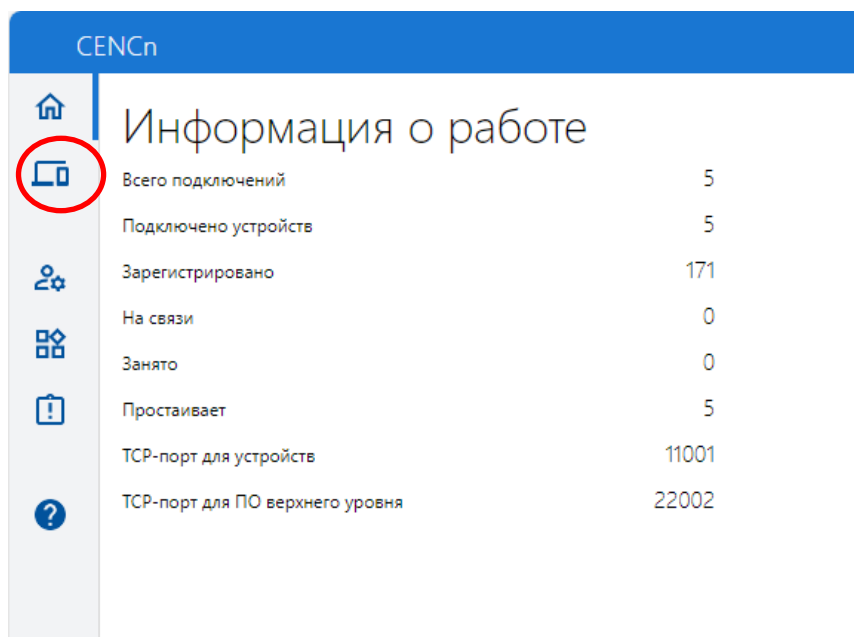 CENCn
Информация о работе
Всего подключений 5
Подключено устройств 5
Зарегистрировано 171
На связи 0
Занято 0
Простаивает 5
TCP-порт для устройств 11001
TCP-порт для ПО верхнего уровня 22002